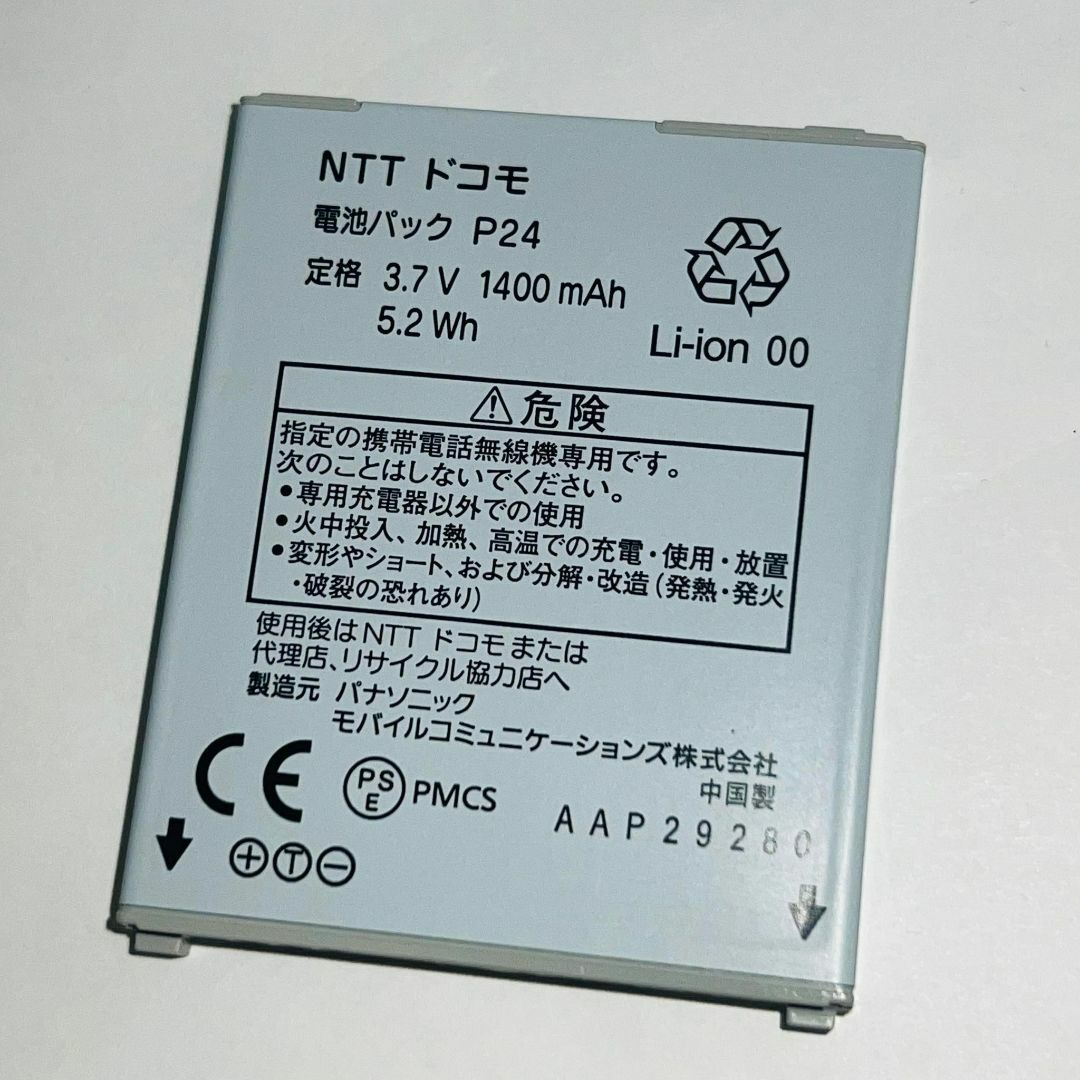 NTT ドコモ
電池パック P24
定格 3.7 V 1400 mAh
5.2 Wh
Li-ion 00
⚠危険
指定の携帯電話無線機専用です。
次のことはしないでください。
•専用充電器以外での使用
•火中投入、加熱、高温での充電・使用・放置
•変形やショート、および分解・改造(発熱・発火
・破裂の恐れあり)
使用後はNTT ドコモまたは
代理店、リサイクル協力店へ
製造元 パナソニック
モバイルコミュニケーションズ株式会社
中国製
CE PSE PMCS
AAP29280
+ T −